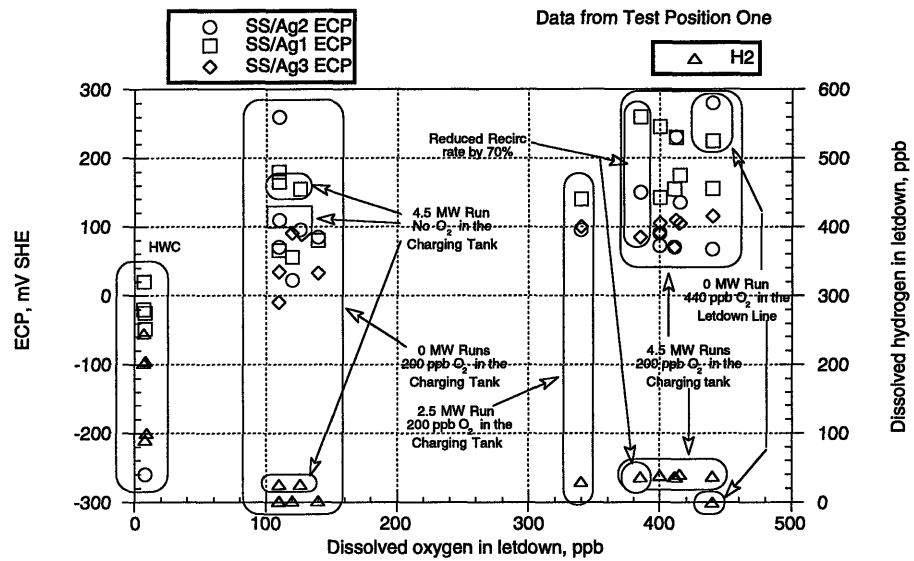 SS/Ag2 ECP
SS/Ag1 ECP
SS/Ag3 ECP
Data from Test Position One
H2
300
200
100
0
-100
-200
-300
ECP, mV SHE
600
500
400
300
200
100
0
Dissolved hydrogen in letdown, ppb
0
100
200
300
400
500
Dissolved oxygen in letdown, ppb
HWC
Reduced Recirc
rate by 70%
4.5 MW Run
No O2 in the
Charging Tank
0 MW Runs
200 ppb O2 in the
Charging Tank
2.5 MW Run
200 ppb O2 in the
Charging Tank
4.5 MW Runs
200 ppb O2 in the
Charging tank
0 MW Run
440 ppb O2 in the
Letdown Line